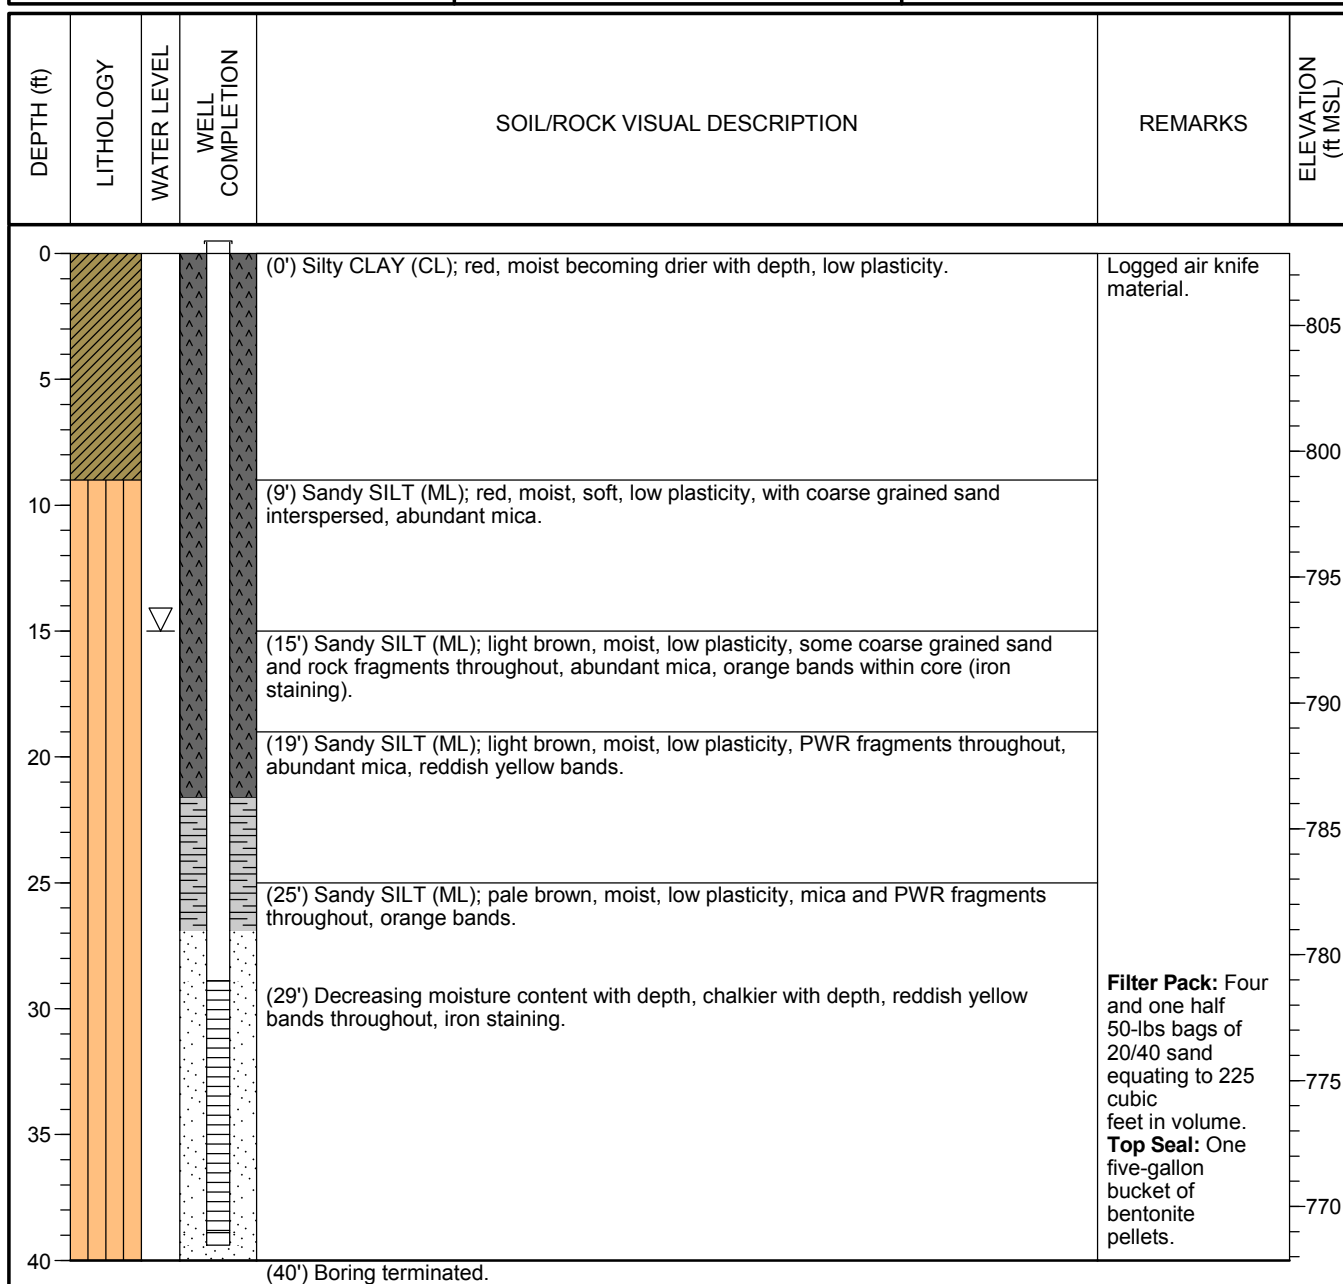 DEPTH (ft)
LITHOLOGY
WATER LEVEL
WELL
COMPLETION
SOIL/ROCK VISUAL DESCRIPTION
REMARKS
ELEVATION
(ft MSL)
0
5
10
15
20
25
30
35
40
(0') Silty CLAY (CL); red, moist becoming drier with depth, low plasticity.
(9') Sandy SILT (ML); red, moist, soft, low plasticity, with coarse grained sand
interspersed, abundant mica.
(15') Sandy SILT (ML); light brown, moist, low plasticity, some coarse grained sand
and rock fragments throughout, abundant mica, orange bands within core (iron
staining).
(19') Sandy SILT (ML); light brown, moist, low plasticity, PWR fragments throughout,
abundant mica, reddish yellow bands.
(25') Sandy SILT (ML); pale brown, moist, low plasticity, mica and PWR fragments
throughout, orange bands.
(29') Decreasing moisture content with depth, chalkier with depth, reddish yellow
bands throughout, iron staining.
(40') Boring terminated.
Logged air knife
material.
Filter Pack: Four
and one half
50-lbs bags of
20/40 sand
equating to 225
cubic
feet in volume.
Top Seal: One
five-gallon
bucket of
bentonite
pellets.
805
800
795
790
785
780
775
770